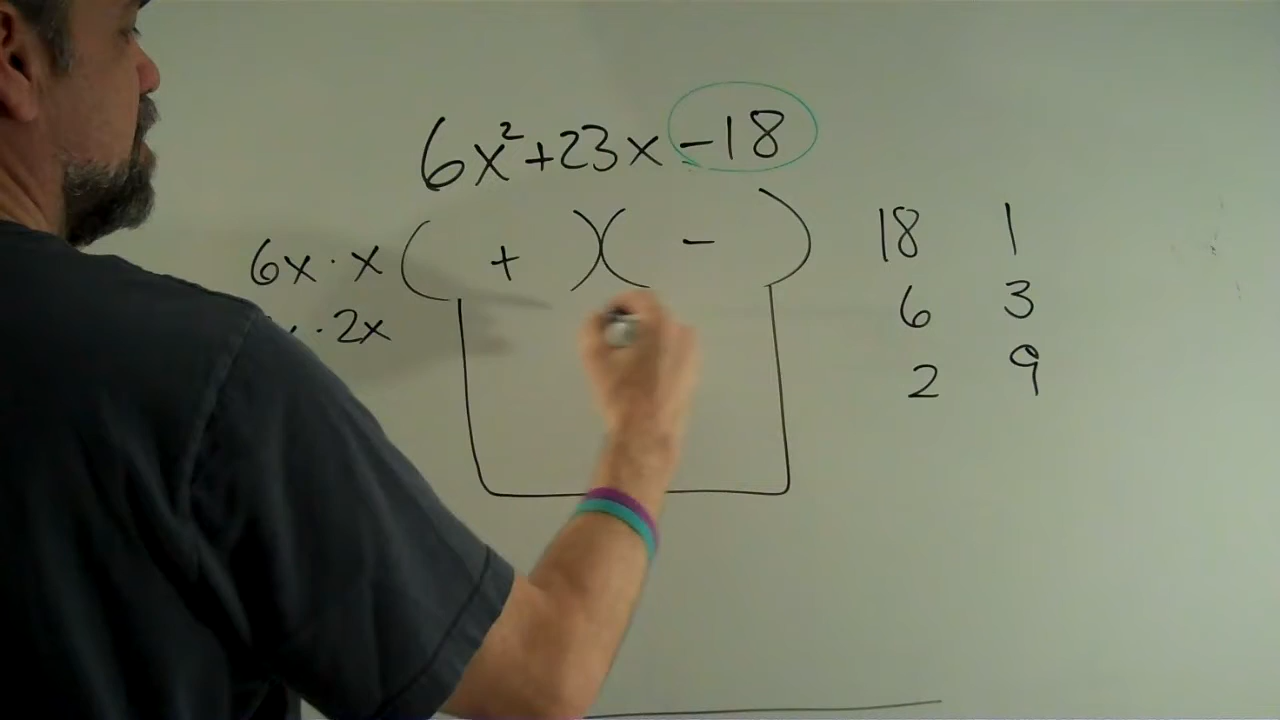 6x²+23x-18
6x·x( + )( - ) 18 1
·2x 6 3
2 9